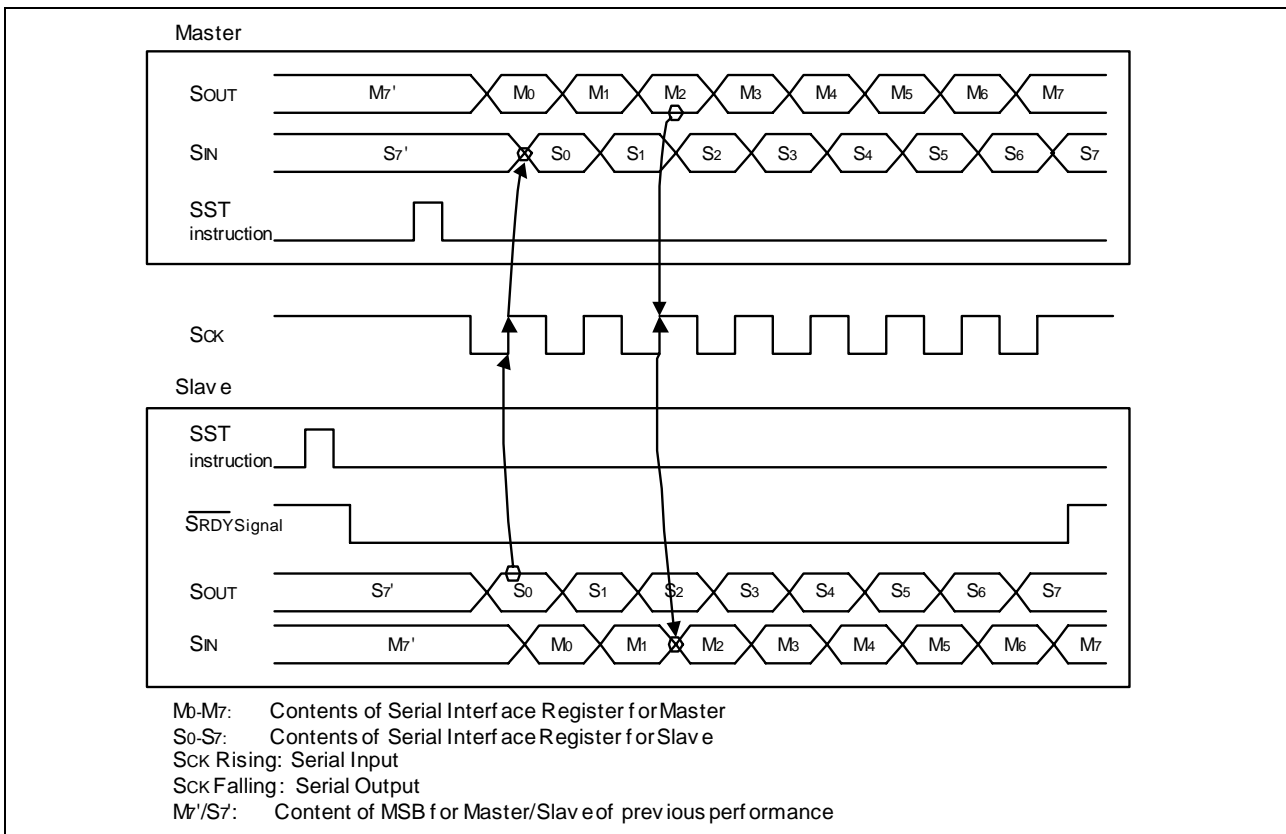 Master
SOUT M7' M0 M1 M2 M3 M4 M5 M6 M7
SIN S7' S0 S1 S2 S3 S4 S5 S6 S7
SST
instruction
SCK
Slave
SST
instruction
SRDY Signal
SOUT S7' S0 S1 S2 S3 S4 S5 S6 S7
SIN M7' M0 M1 M2 M3 M4 M5 M6 M7
M0-M7: Contents of Serial Interface Register for Master
S0-S7: Contents of Serial Interface Register for Slave
SCK Rising: Serial Input
SCK Falling: Serial Output
M7'/S7': Content of MSB for Master/Slave of previous performance